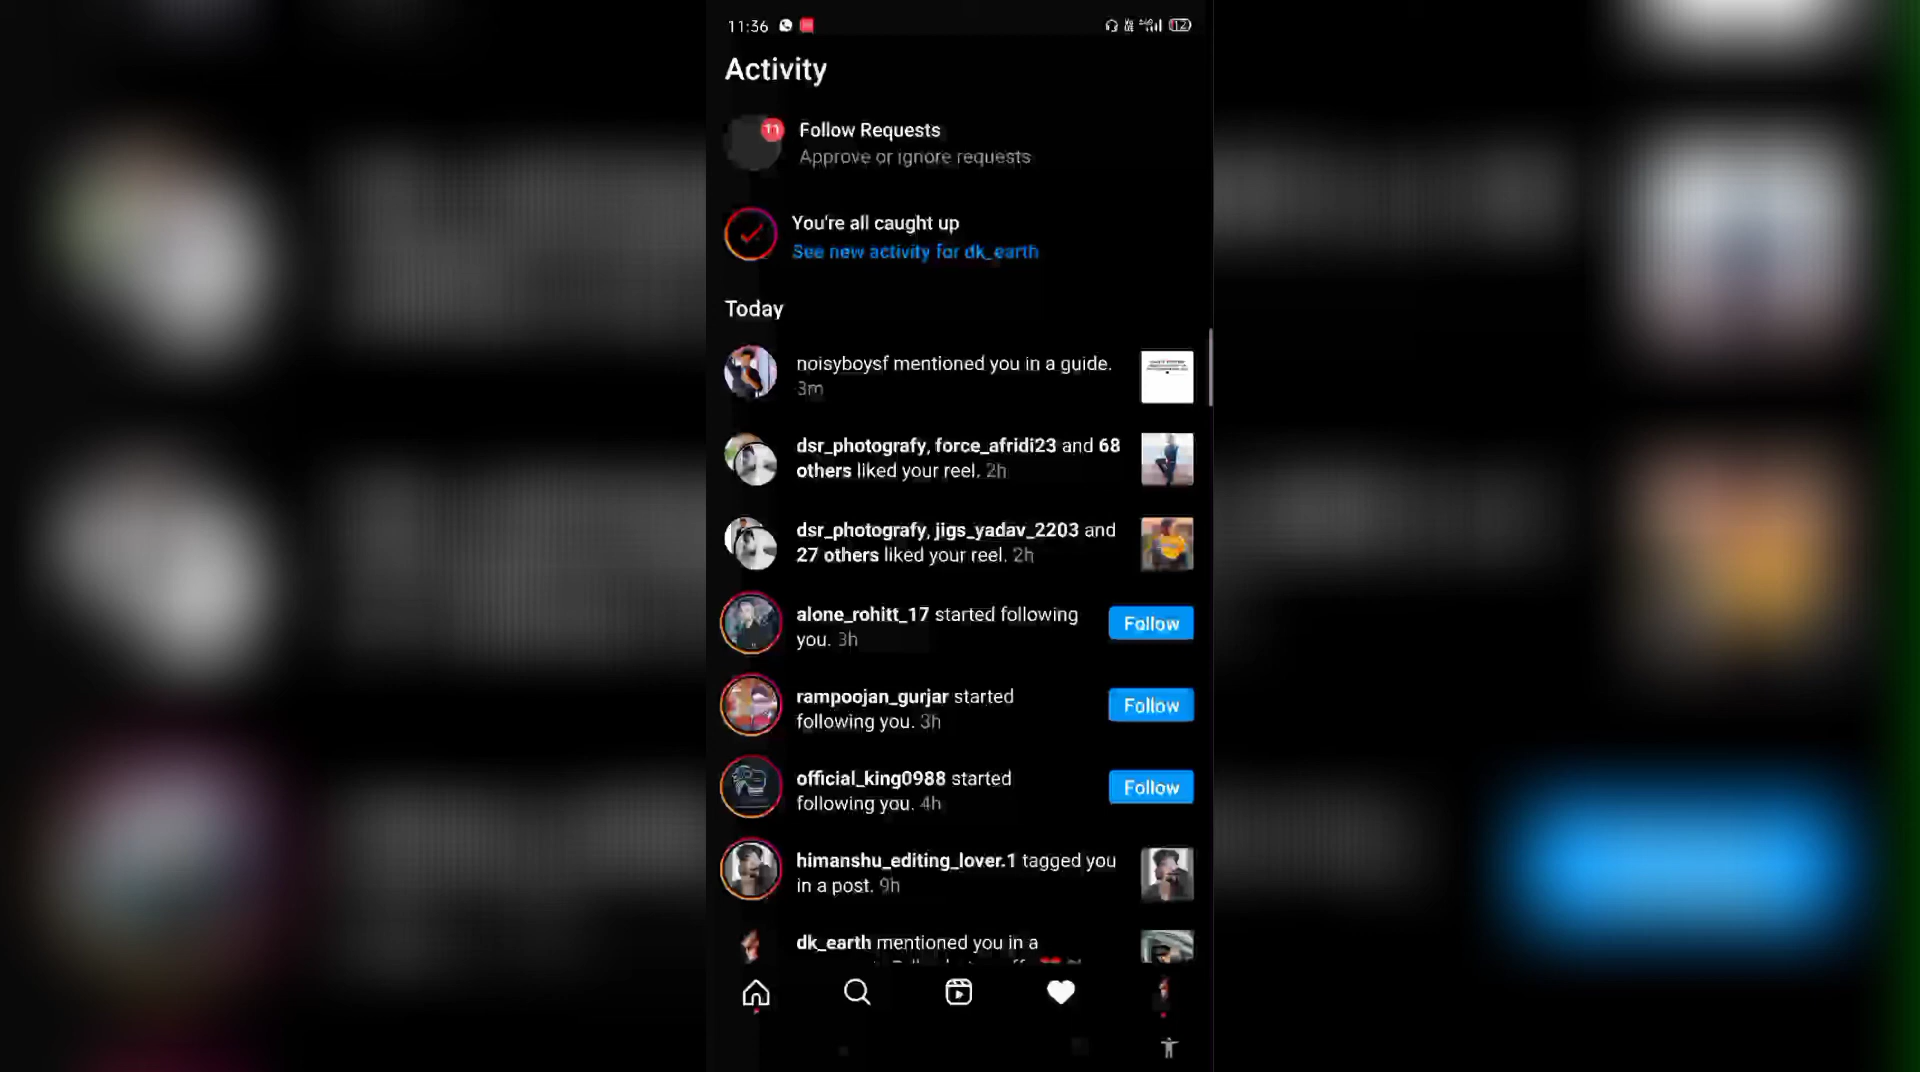 11:36
12
Activity
11
Follow Requests
Approve or ignore requests
You're all caught up
See new activity for dk_earth
Today
noisyboysf mentioned you in a guide.
3m
dsr_photografy, force_afridi23 and 68
others liked your reel. 2h
dsr_photografy, jigs_yadav_2203 and
27 others liked your reel. 2h
alone_rohitt_17 started following
you. 3h
Follow
rampoojan_gurjar started
following you. 3h
Follow
official_king0988 started
following you. 4h
Follow
himanshu_editing_lover.1 tagged you
in a post. 9h
dk_earth mentioned you in a